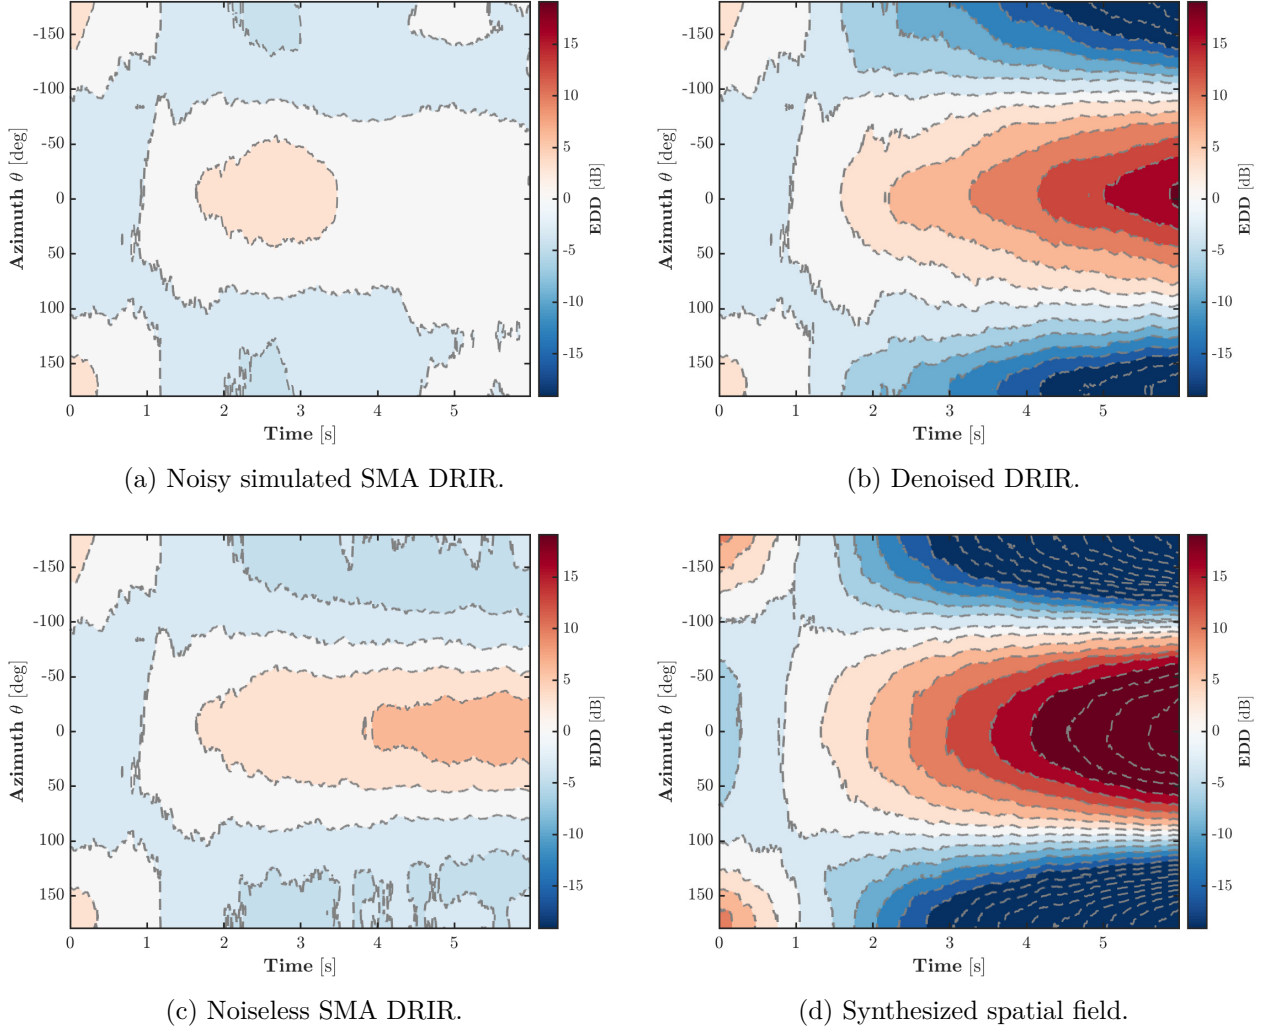 -150
-100
-50
0
50
100
150
0 1 2 3 4 5
Azimuth θ [deg]
Time [s]
15
10
5
0
-5
-10
-15
EDD [dB]
(a) Noisy simulated SMA DRIR.
-150
-100
-50
0
50
100
150
0 1 2 3 4 5
Azimuth θ [deg]
Time [s]
15
10
5
0
-5
-10
-15
EDD [dB]
(b) Denoised DRIR.
-150
-100
-50
0
50
100
150
0 1 2 3 4 5
Azimuth θ [deg]
Time [s]
15
10
5
0
-5
-10
-15
EDD [dB]
(c) Noiseless SMA DRIR.
-150
-100
-50
0
50
100
150
0 1 2 3 4 5
Azimuth θ [deg]
Time [s]
15
10
5
0
-5
-10
-15
EDD [dB]
(d) Synthesized spatial field.